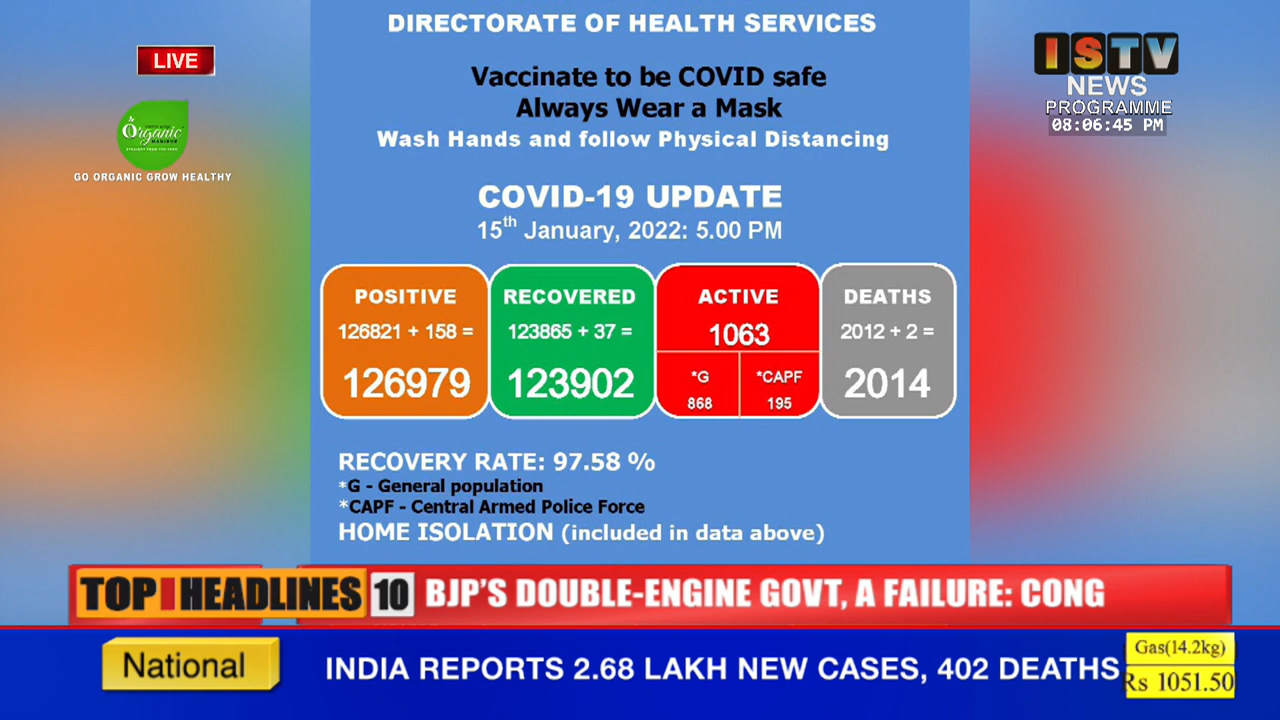 DIRECTORATE OF HEALTH SERVICES
LIVE
Vaccinate to be COVID safe
Always Wear a Mask
Wash Hands and follow Physical Distancing
ISTV
NEWS
PROGRAMME
08:06:45 PM
Organic
GO ORGANIC GROW HEALTHY
COVID-19 UPDATE
15th January, 2022: 5.00 PM
POSITIVE
126821 + 158 =
126979
RECOVERED
123865 + 37 =
123902
ACTIVE
1063
*G
868
*CAPF
195
DEATHS
2012 + 2 =
2014
RECOVERY RATE: 97.58 %
*G - General population
*CAPF - Central Armed Police Force
HOME ISOLATION (included in data above)
TOP HEADLINES 10 BJP'S DOUBLE-ENGINE GOVT, A FAILURE: CONG
National
INDIA REPORTS 2.68 LAKH NEW CASES, 402 DEATHS
Gas(14.2kg)
Rs 1051.50